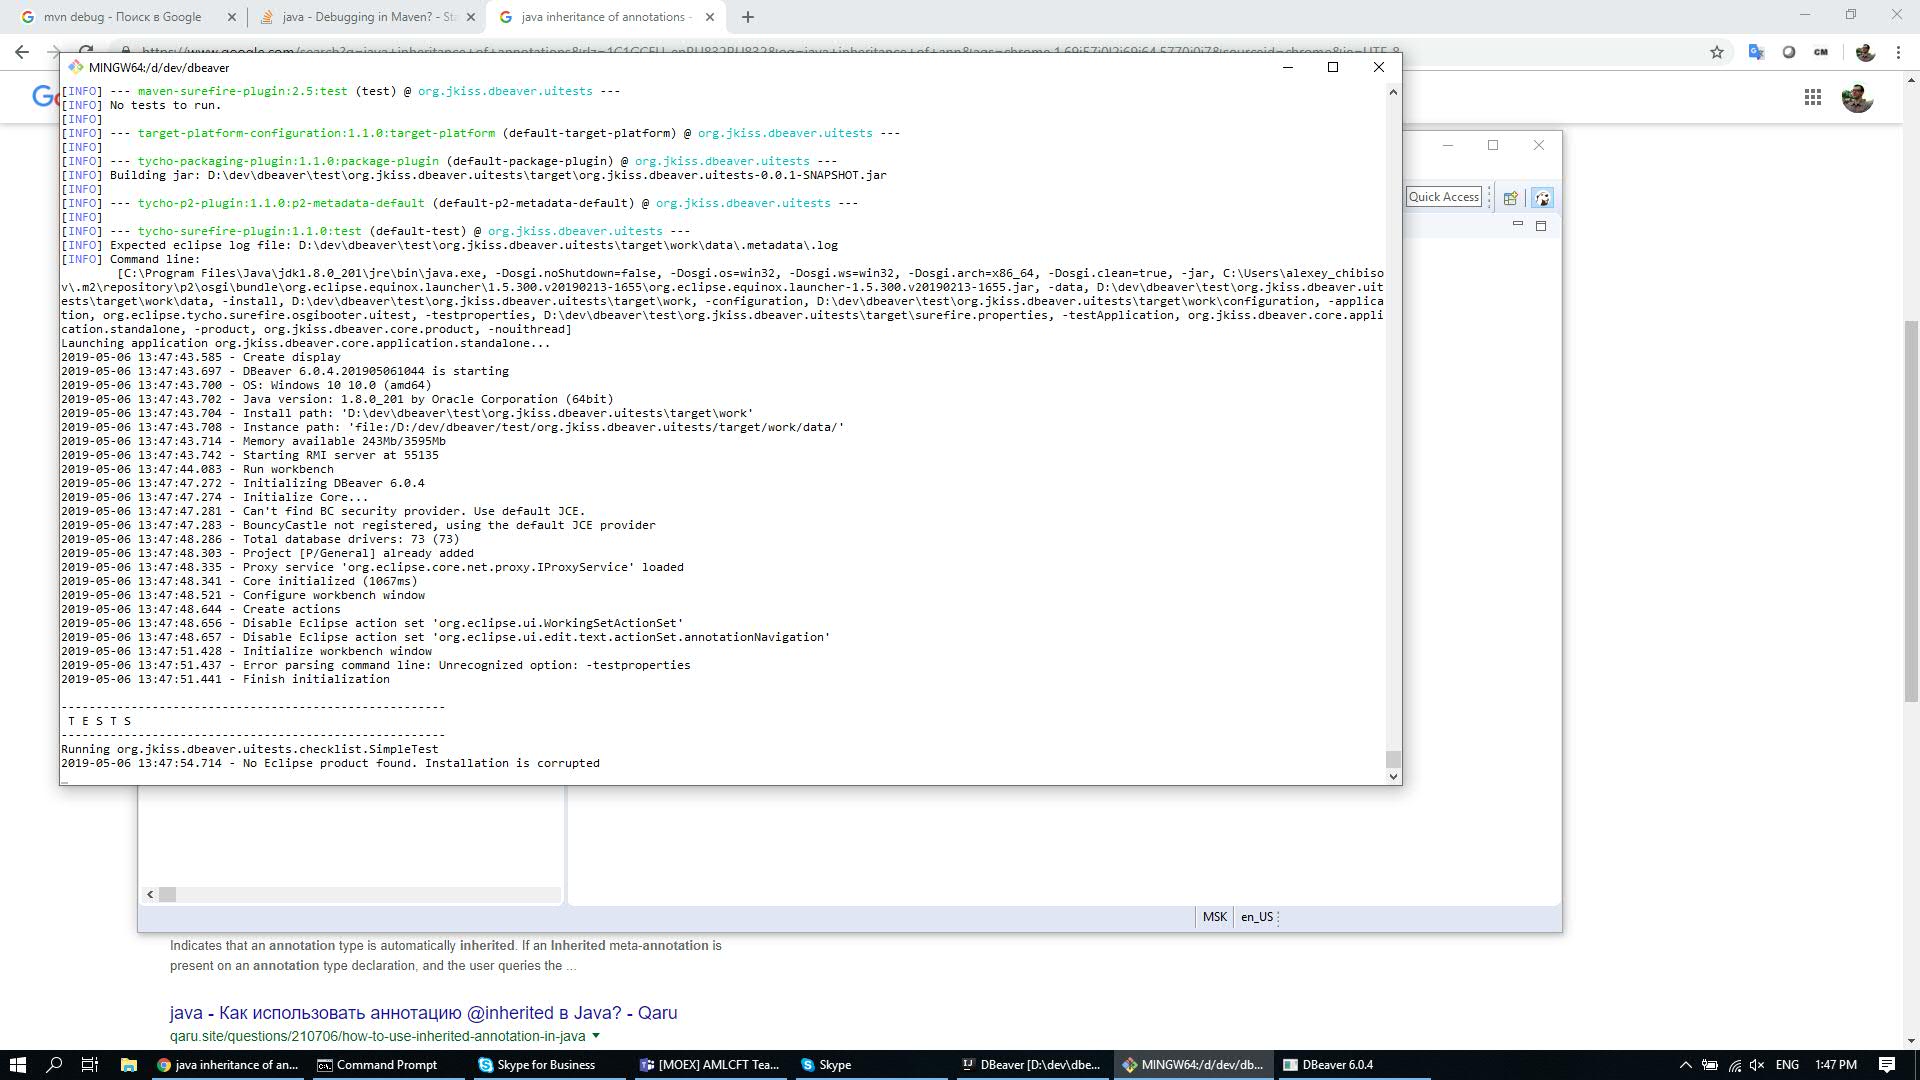 mvn debug - Поиск в Google
java - Debugging in Maven? - Sta
java inheritance of annotations -
MINGW64:/d/dev/dbeaver
[INFO] --- maven-surefire-plugin:2.5:test (test) @ org.jkiss.dbeaver.uitests ---
[INFO] No tests to run.
[INFO]
[INFO] --- target-platform-configuration:1.1.0:target-platform (default-target-platform) @ org.jkiss.dbeaver.uitests ---
[INFO]
[INFO] --- tycho-packaging-plugin:1.1.0:package-plugin (default-package-plugin) @ org.jkiss.dbeaver.uitests ---
[INFO] Building jar: D:\dev\dbeaver\test\org.jkiss.dbeaver.uitests\target\org.jkiss.dbeaver.uitests-0.0.1-SNAPSHOT.jar
[INFO]
[INFO] --- tycho-p2-plugin:1.1.0:p2-metadata-default (default-p2-metadata-default) @ org.jkiss.dbeaver.uitests ---
[INFO]
[INFO] --- tycho-surefire-plugin:1.1.0:test (default-test) @ org.jkiss.dbeaver.uitests ---
[INFO] Expected eclipse log file: D:\dev\dbeaver\test\org.jkiss.dbeaver.uitests\target\work\data\.metadata\.log
[INFO] Command line:
[C:\Program Files\Java\jdk1.8.0_201\jre\bin\java.exe, -Dosgi.noShutdown=false, -Dosgi.os=win32, -Dosgi.ws=win32, -Dosgi.arch=x86_64, -Dosgi.clean=true, -jar, C:\Users\alexey_chibiso
v\.m2\repository\p2\osgi\bundle\org.eclipse.equinox.launcher\1.5.300.v20190213-1655\org.eclipse.equinox.launcher-1.5.300.v20190213-1655.jar, -data, D:\dev\dbeaver\test\org.jkiss.dbeaver.uit
ests\target\work\data, -install, D:\dev\dbeaver\test\org.jkiss.dbeaver.uitests\target\work, -configuration, D:\dev\dbeaver\test\org.jkiss.dbeaver.uitests\target\work\configuration, -applica
tion, org.eclipse.tycho.surefire.osgibooter.uitest, -testproperties, D:\dev\dbeaver\test\org.jkiss.dbeaver.uitests\target\surefire.properties, -testApplication, org.jkiss.dbeaver.core.appli
cation.standalone, -product, org.jkiss.dbeaver.core.product, -nouithread]
Launching application org.jkiss.dbeaver.core.application.standalone...
2019-05-06 13:47:43.585 - Create display
2019-05-06 13:47:43.697 - DBeaver 6.0.4.201905061044 is starting
2019-05-06 13:47:43.700 - OS: Windows 10 10.0 (amd64)
2019-05-06 13:47:43.702 - Java version: 1.8.0_201 by Oracle Corporation (64bit)
2019-05-06 13:47:43.704 - Install path: 'D:\dev\dbeaver\test\org.jkiss.dbeaver.uitests\target\work'
2019-05-06 13:47:43.708 - Instance path: 'file:/D:/dev/dbeaver/test/org.jkiss.dbeaver.uitests/target/work/data/'
2019-05-06 13:47:43.714 - Memory available 243Mb/3595Mb
2019-05-06 13:47:43.742 - Starting RMI server at 55135
2019-05-06 13:47:44.083 - Run workbench
2019-05-06 13:47:47.272 - Initializing DBeaver 6.0.4
2019-05-06 13:47:47.274 - Initialize Core...
2019-05-06 13:47:47.281 - Can't find BC security provider. Use default JCE.
2019-05-06 13:47:47.283 - BouncyCastle not registered, using the default JCE provider
2019-05-06 13:47:48.286 - Total database drivers: 73 (73)
2019-05-06 13:47:48.303 - Project [P/General] already added
2019-05-06 13:47:48.335 - Proxy service 'org.eclipse.core.net.proxy.IProxyService' loaded
2019-05-06 13:47:48.341 - Core initialized (1067ms)
2019-05-06 13:47:48.521 - Configure workbench window
2019-05-06 13:47:48.644 - Create actions
2019-05-06 13:47:48.656 - Disable Eclipse action set 'org.eclipse.ui.WorkingSetActionSet'
2019-05-06 13:47:48.657 - Disable Eclipse action set 'org.eclipse.ui.edit.text.actionSet.annotationNavigation'
2019-05-06 13:47:51.428 - Initialize workbench window
2019-05-06 13:47:51.437 - Error parsing command line: Unrecognized option: -testproperties
2019-05-06 13:47:51.441 - Finish initialization
-------------------------------------------------------
T E S T S
-------------------------------------------------------
Running org.jkiss.dbeaver.uitests.checklist.SimpleTest
2019-05-06 13:47:54.714 - No Eclipse product found. Installation is corrupted
Quick Access
MSK
en_US
Indicates that an annotation type is automatically inherited. If an Inherited meta-annotation is
present on an annotation type declaration, and the user queries the ...
java - Как использовать аннотацию @inherited в Java? - Qaru
qaru.site/questions/210706/how-to-use-inherited-annotation-in-java
java inheritance of an...
Command Prompt
Skype for Business
[MOEX] AMLCFT Tea...
Skype
DBeaver [D:\dev\dbe...
MINGW64:/d/dev/db...
DBeaver 6.0.4
ENG
1:47 PM